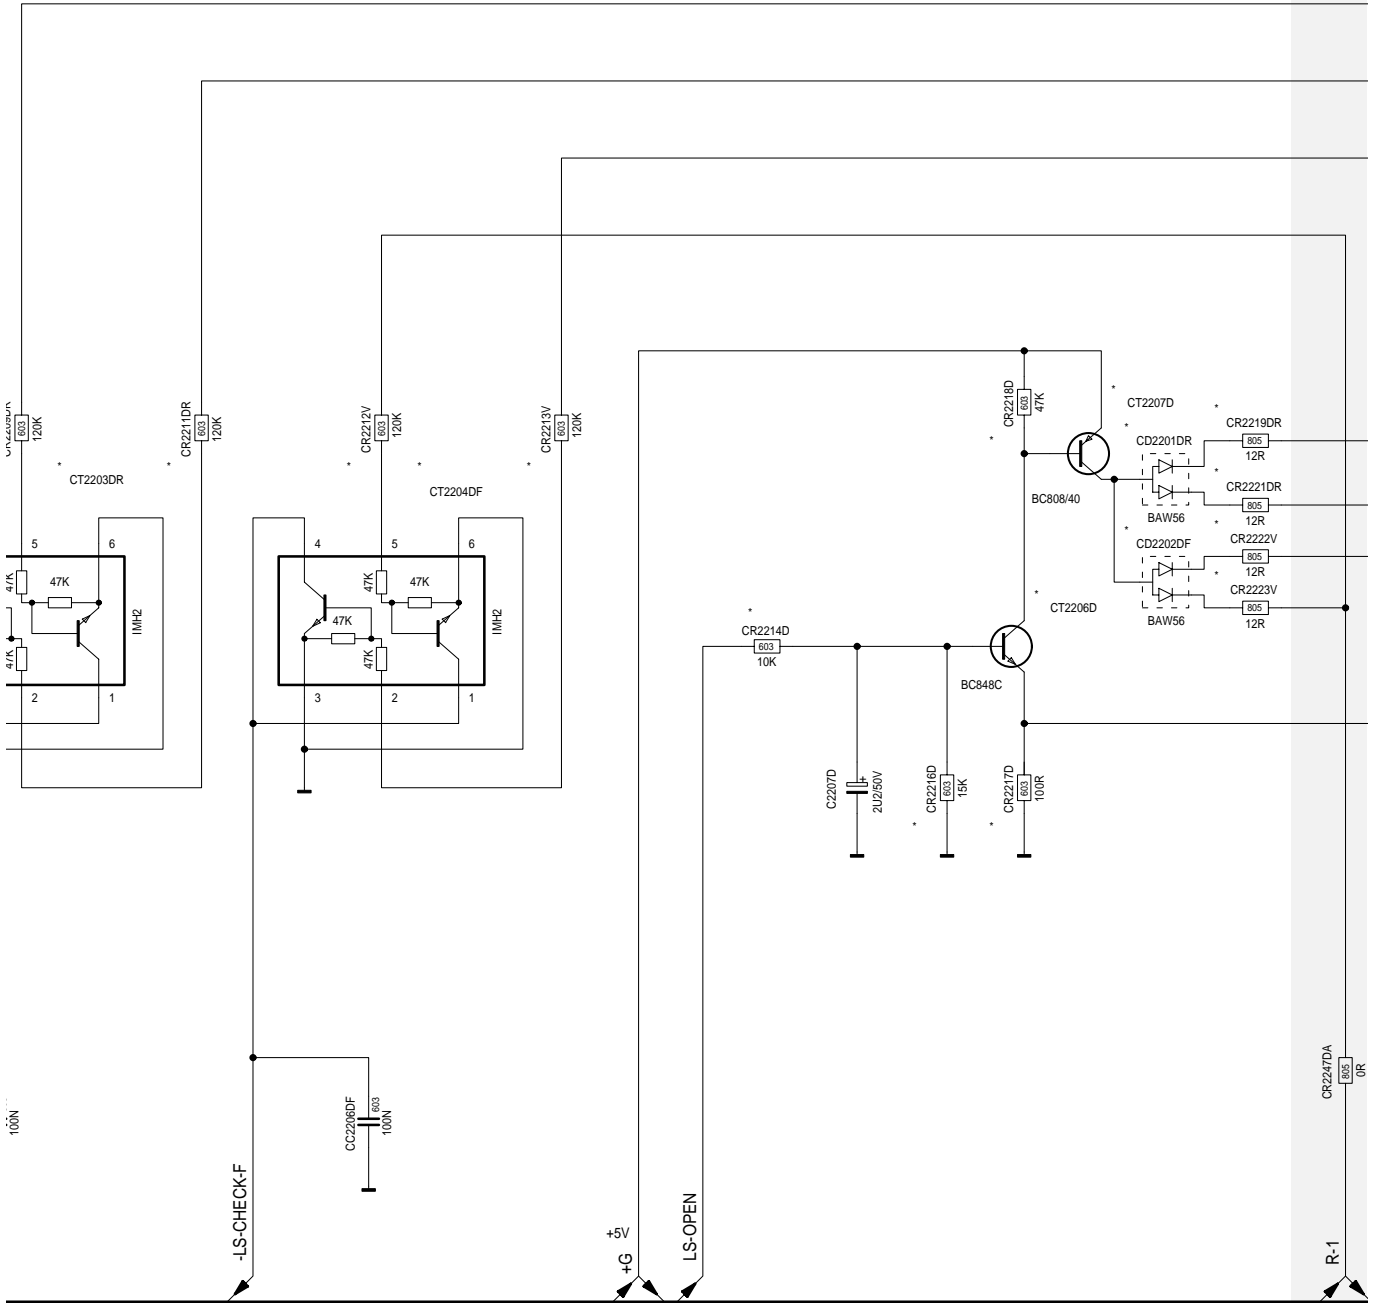 CR2218D
603
47K
CT2207D
CR2219DR
805
12R
CR2211DR
603
120K
CR2212V
603
120K
CR2213V
603
120K
603
120K
CT2203DR
CT2204DF
CD2201DR
BAW56
CR2221DR
805
12R
BC808/40
CD2202DF
BAW56
CR2222V
805
12R
CR2223V
805
12R
5
6
47K
47K
47K
IMH2
2
1
4
5
6
47K
47K
47K
47K
IMH2
3
2
1
CR2214D
603
10K
CT2206D
BC848C
C2207D
+
2U2/50V
CR2216D
603
15K
CR2217D
603
100R
CR2247DA
805
0R
100N
CC2206DF
603
100N
-LS-CHECK-F
+5V
+G
LS-OPEN
R-1